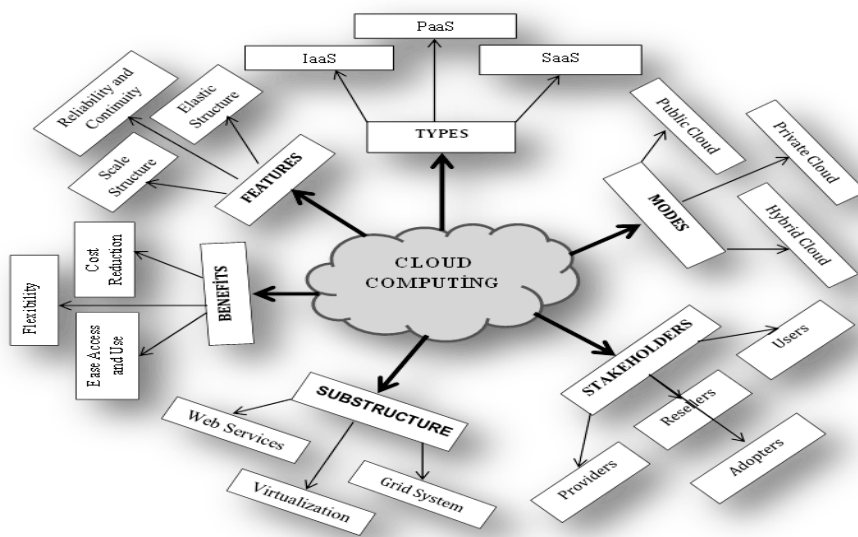 PaaS
IaaS
SaaS
TYPES
Reliability and
Continuity
Elastic
Structure
Scale
Structure
FEATURES
Public Cloud
Private Cloud
Hybrid Cloud
MODES
CLOUD
COMPUTİNG
Cost
Reduction
Flexibility
Ease Access
and Use
BENEFİTS
STAKEHOLDERS
Users
Resellers
Adopters
Providers
SUBSTRUCTURE
Web Services
Virtualization
Grid System